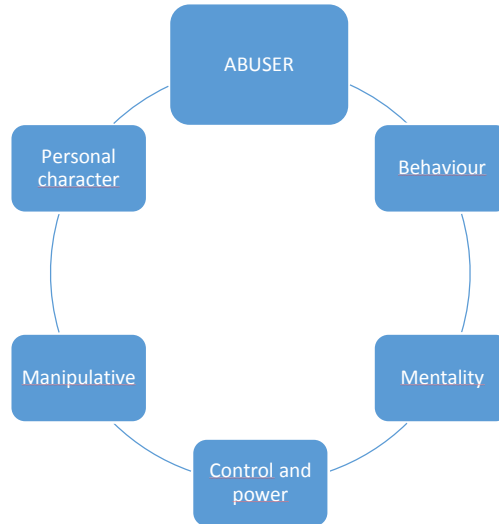 ABUSER
Behaviour
Mentality
Control and
power
Manipulative
Personal
character